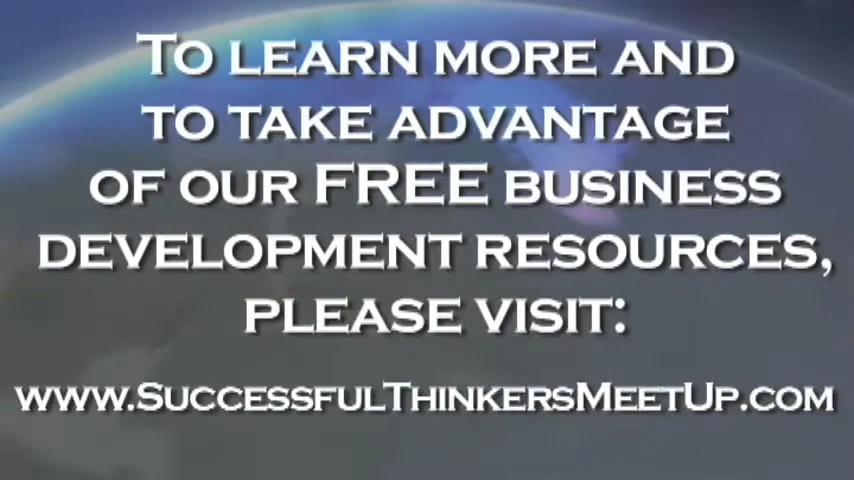 To learn more and
to take advantage
of our FREE business
development resources,
please visit:
www.SuccessfulThinkersMeetUp.com